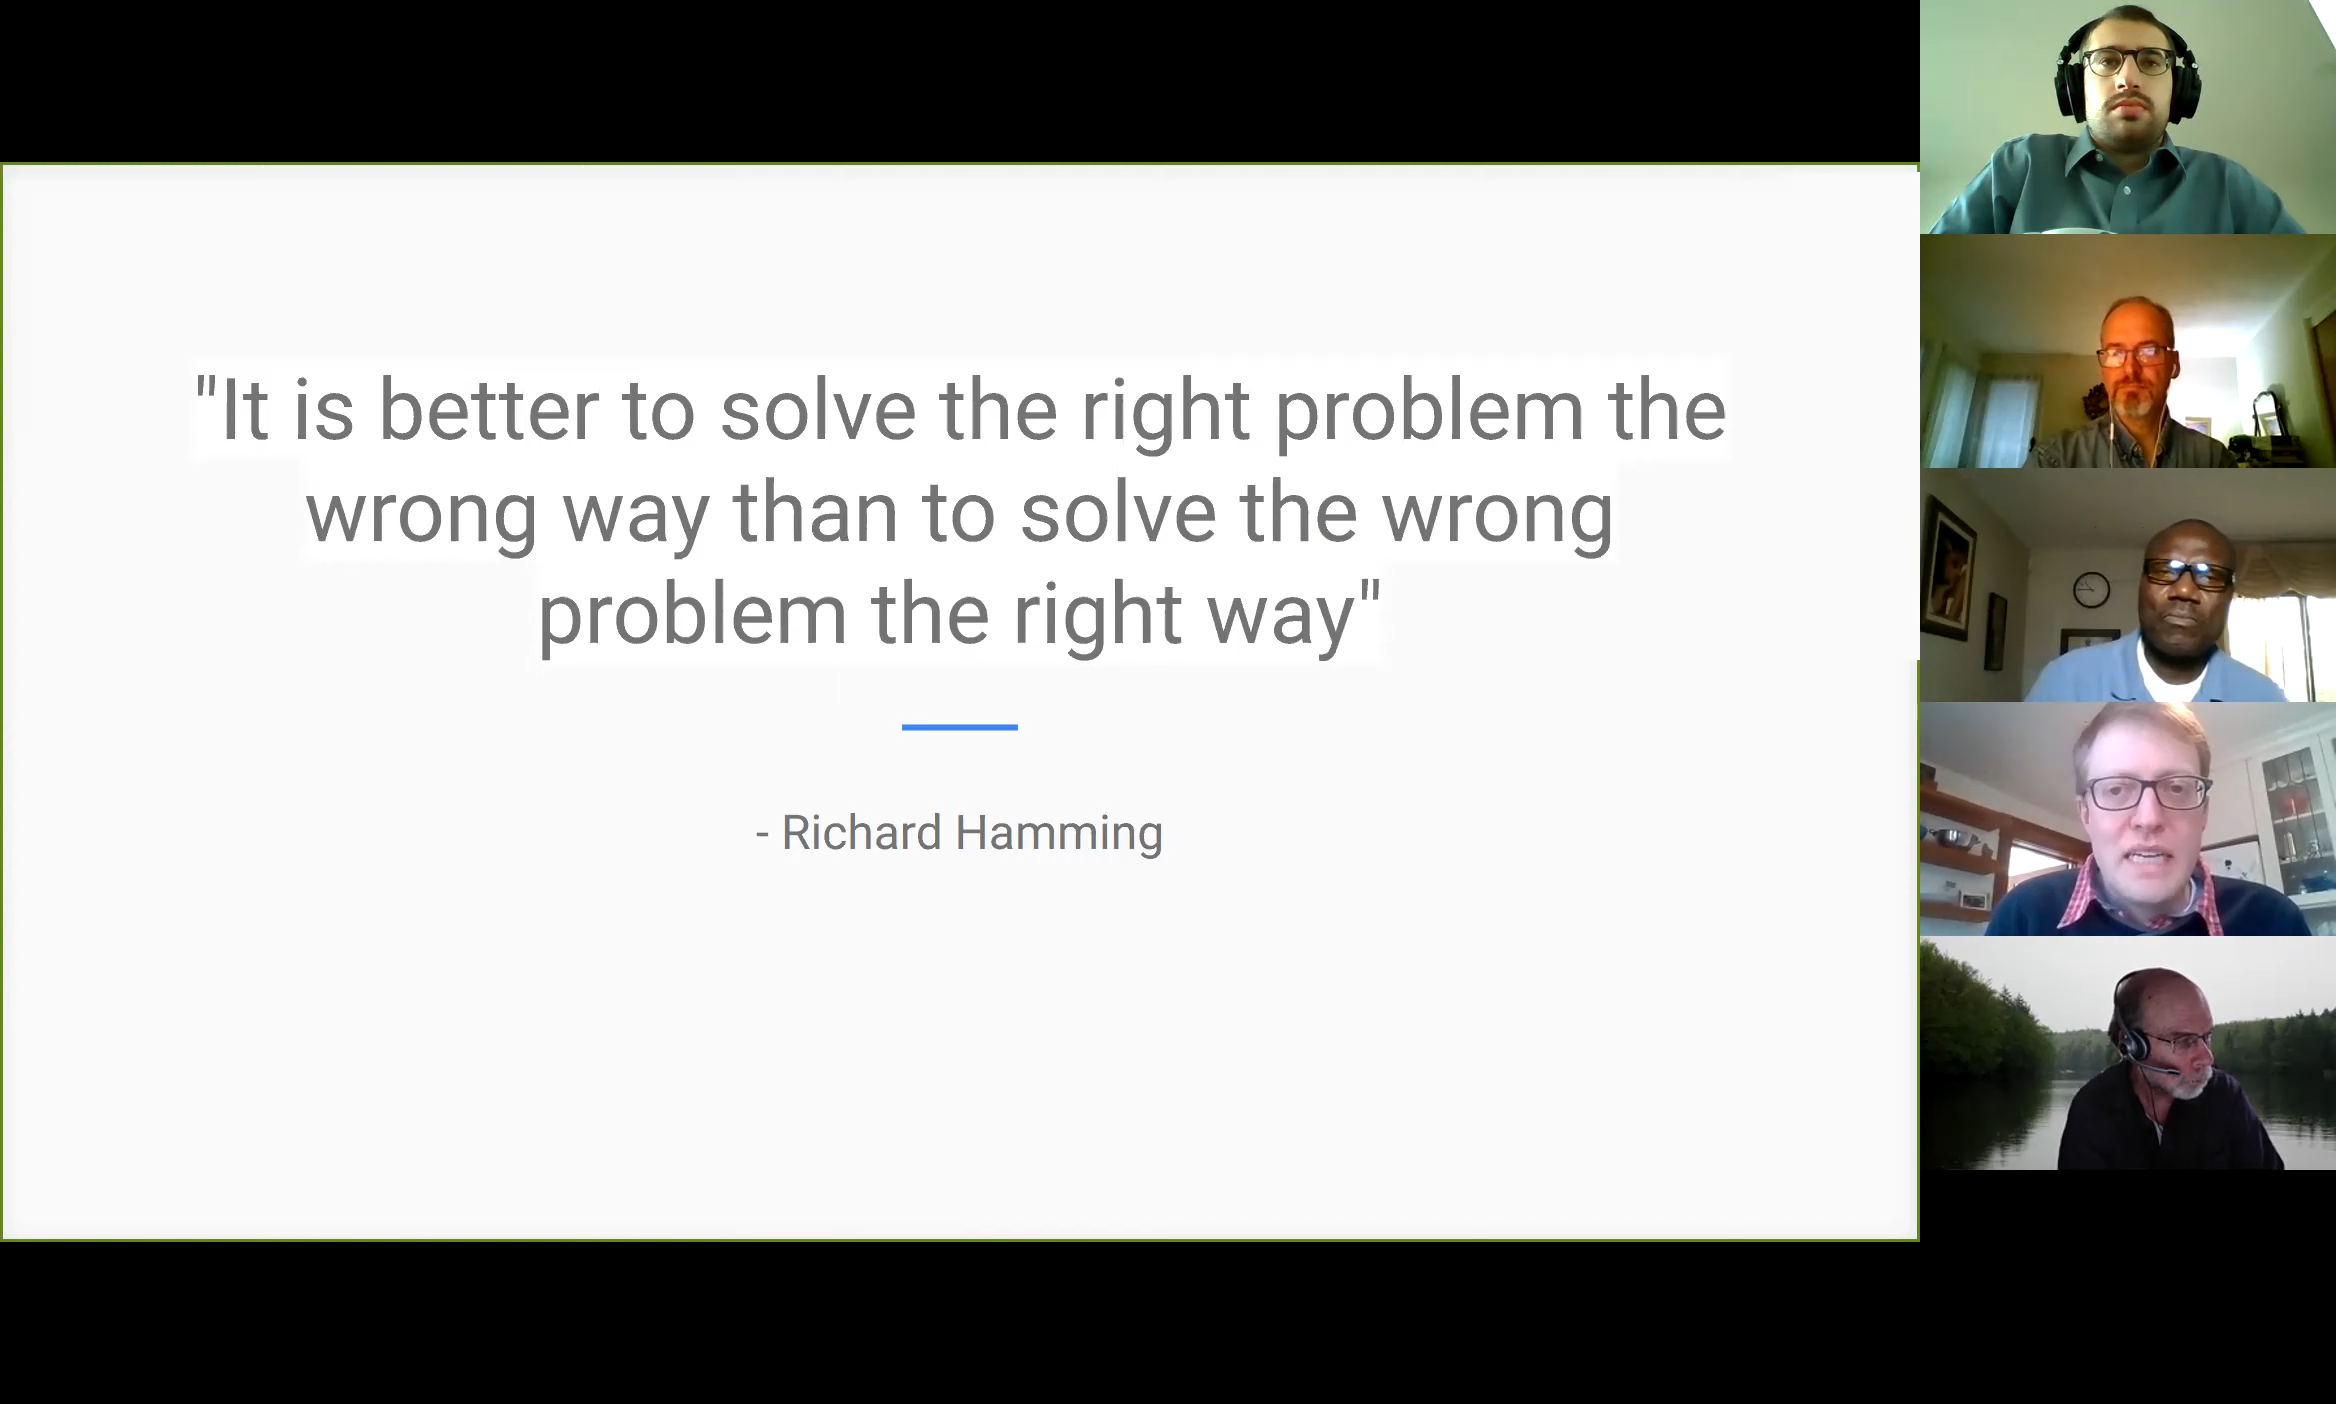 "It is better to solve the right problem the
wrong way than to solve the wrong
problem the right way"
- Richard Hamming